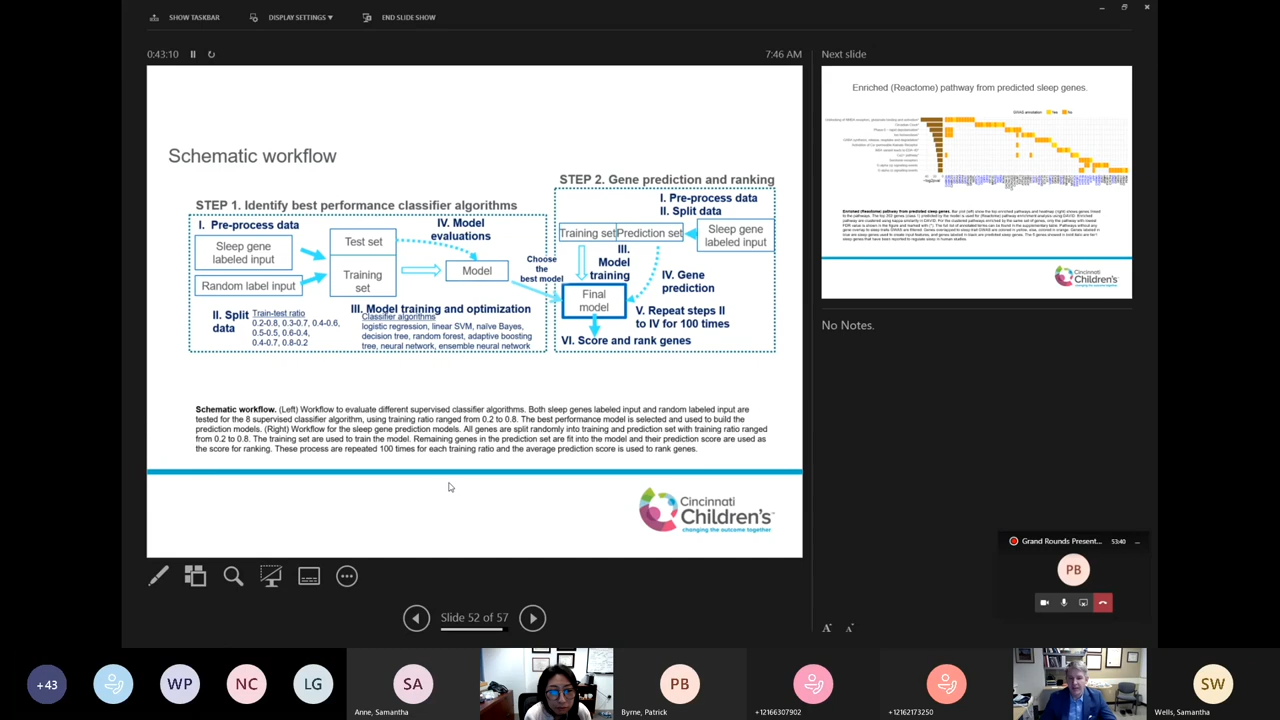 SHOW TASKBAR
DISPLAY SETTINGS ▾
END SLIDE SHOW
0:43:10
7:46 AM
Schematic workflow
STEP 1. Identify best performance classifier algorithms
I. Pre-process data
Sleep gene
labeled input
Random label input
II. Split
data
Train-test ratio
0.2-0.8, 0.3-0.7, 0.4-0.6,
0.5-0.5, 0.6-0.4,
0.4-0.7, 0.8-0.2
Test set
Training
set
IV. Model
evaluations
Model
III. Model training and optimization
Classifier algorithms
logistic regression, linear SVM, naïve Bayes,
decision tree, random forest, adaptive boosting
tree, neural network, ensemble neural network
Choose
the
best model
STEP 2. Gene prediction and ranking
I. Pre-process data
II. Split data
Training set
Prediction set
Sleep gene
labeled input
III.
Model
training
IV. Gene
prediction
Final
model
V. Repeat steps II
to IV for 100 times
VI. Score and rank genes
Schematic workflow. (Left) Workflow to evaluate different supervised classifier algorithms. Both sleep genes labeled input and random labeled input are
tested for the 8 supervised classifier algorithm, using training ratio ranged from 0.2 to 0.8. The best performance model is selected and used to build the
prediction models. (Right) Workflow for the sleep gene prediction models. All genes are split randomly into training and prediction set with training ratio ranged
from 0.2 to 0.8. The training set are used to train the model. Remaining genes in the prediction set are fit into the model and their prediction score are used as
the score for ranking. These process are repeated 100 times for each training ratio and the average prediction score is used to rank genes.
Cincinnati
Children's™
changing the outcome together
Slide 52 of 57
Next slide
Enriched (Reactome) pathway from predicted sleep genes.
GWAS annotation Yes No
Cincinnati
Children's
changing the outcome together
No Notes.
Grand Rounds Present...
53:40
PB
A
A
+43
WP
NC
LG
SA
Anne, Samantha
PB
Byrne, Patrick
+12166307902
+12162173250
SW
Wells, Samantha